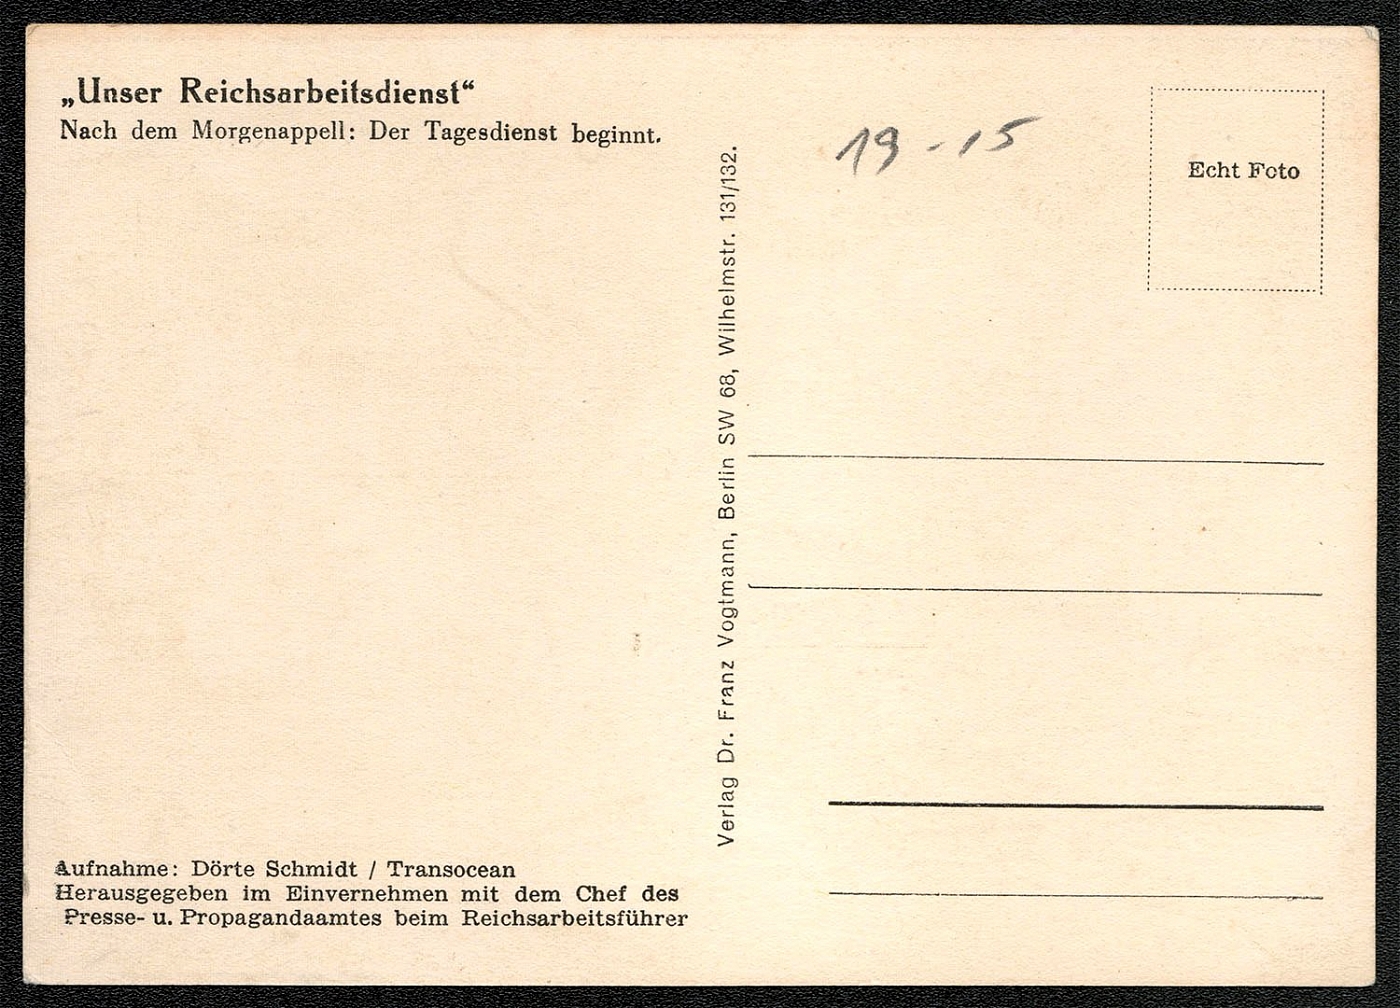 „Unser Reichsarbeitsdienst“
Nach dem Morgenappell: Der Tagesdienst beginnt.
19 - 15
Echt Foto
Verlag Dr. Franz Vogtmann, Berlin SW 68, Wilhelmstr. 131/132.
Aufnahme: Dörte Schmidt / Transocean
Herausgegeben im Einvernehmen mit dem Chef des
Presse- u. Propagandaamtes beim Reichsarbeitsführer